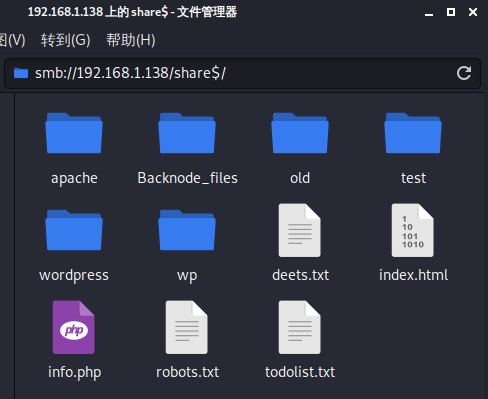 192.168.1.138 上的 share$ - 文件管理器
图(V) 转到(G) 帮助(H)
smb://192.168.1.138/share$/
apache Backnode_files old test
wordpress wp deets.txt index.html
1
10
101
1010
php
info.php robots.txt todolist.txt